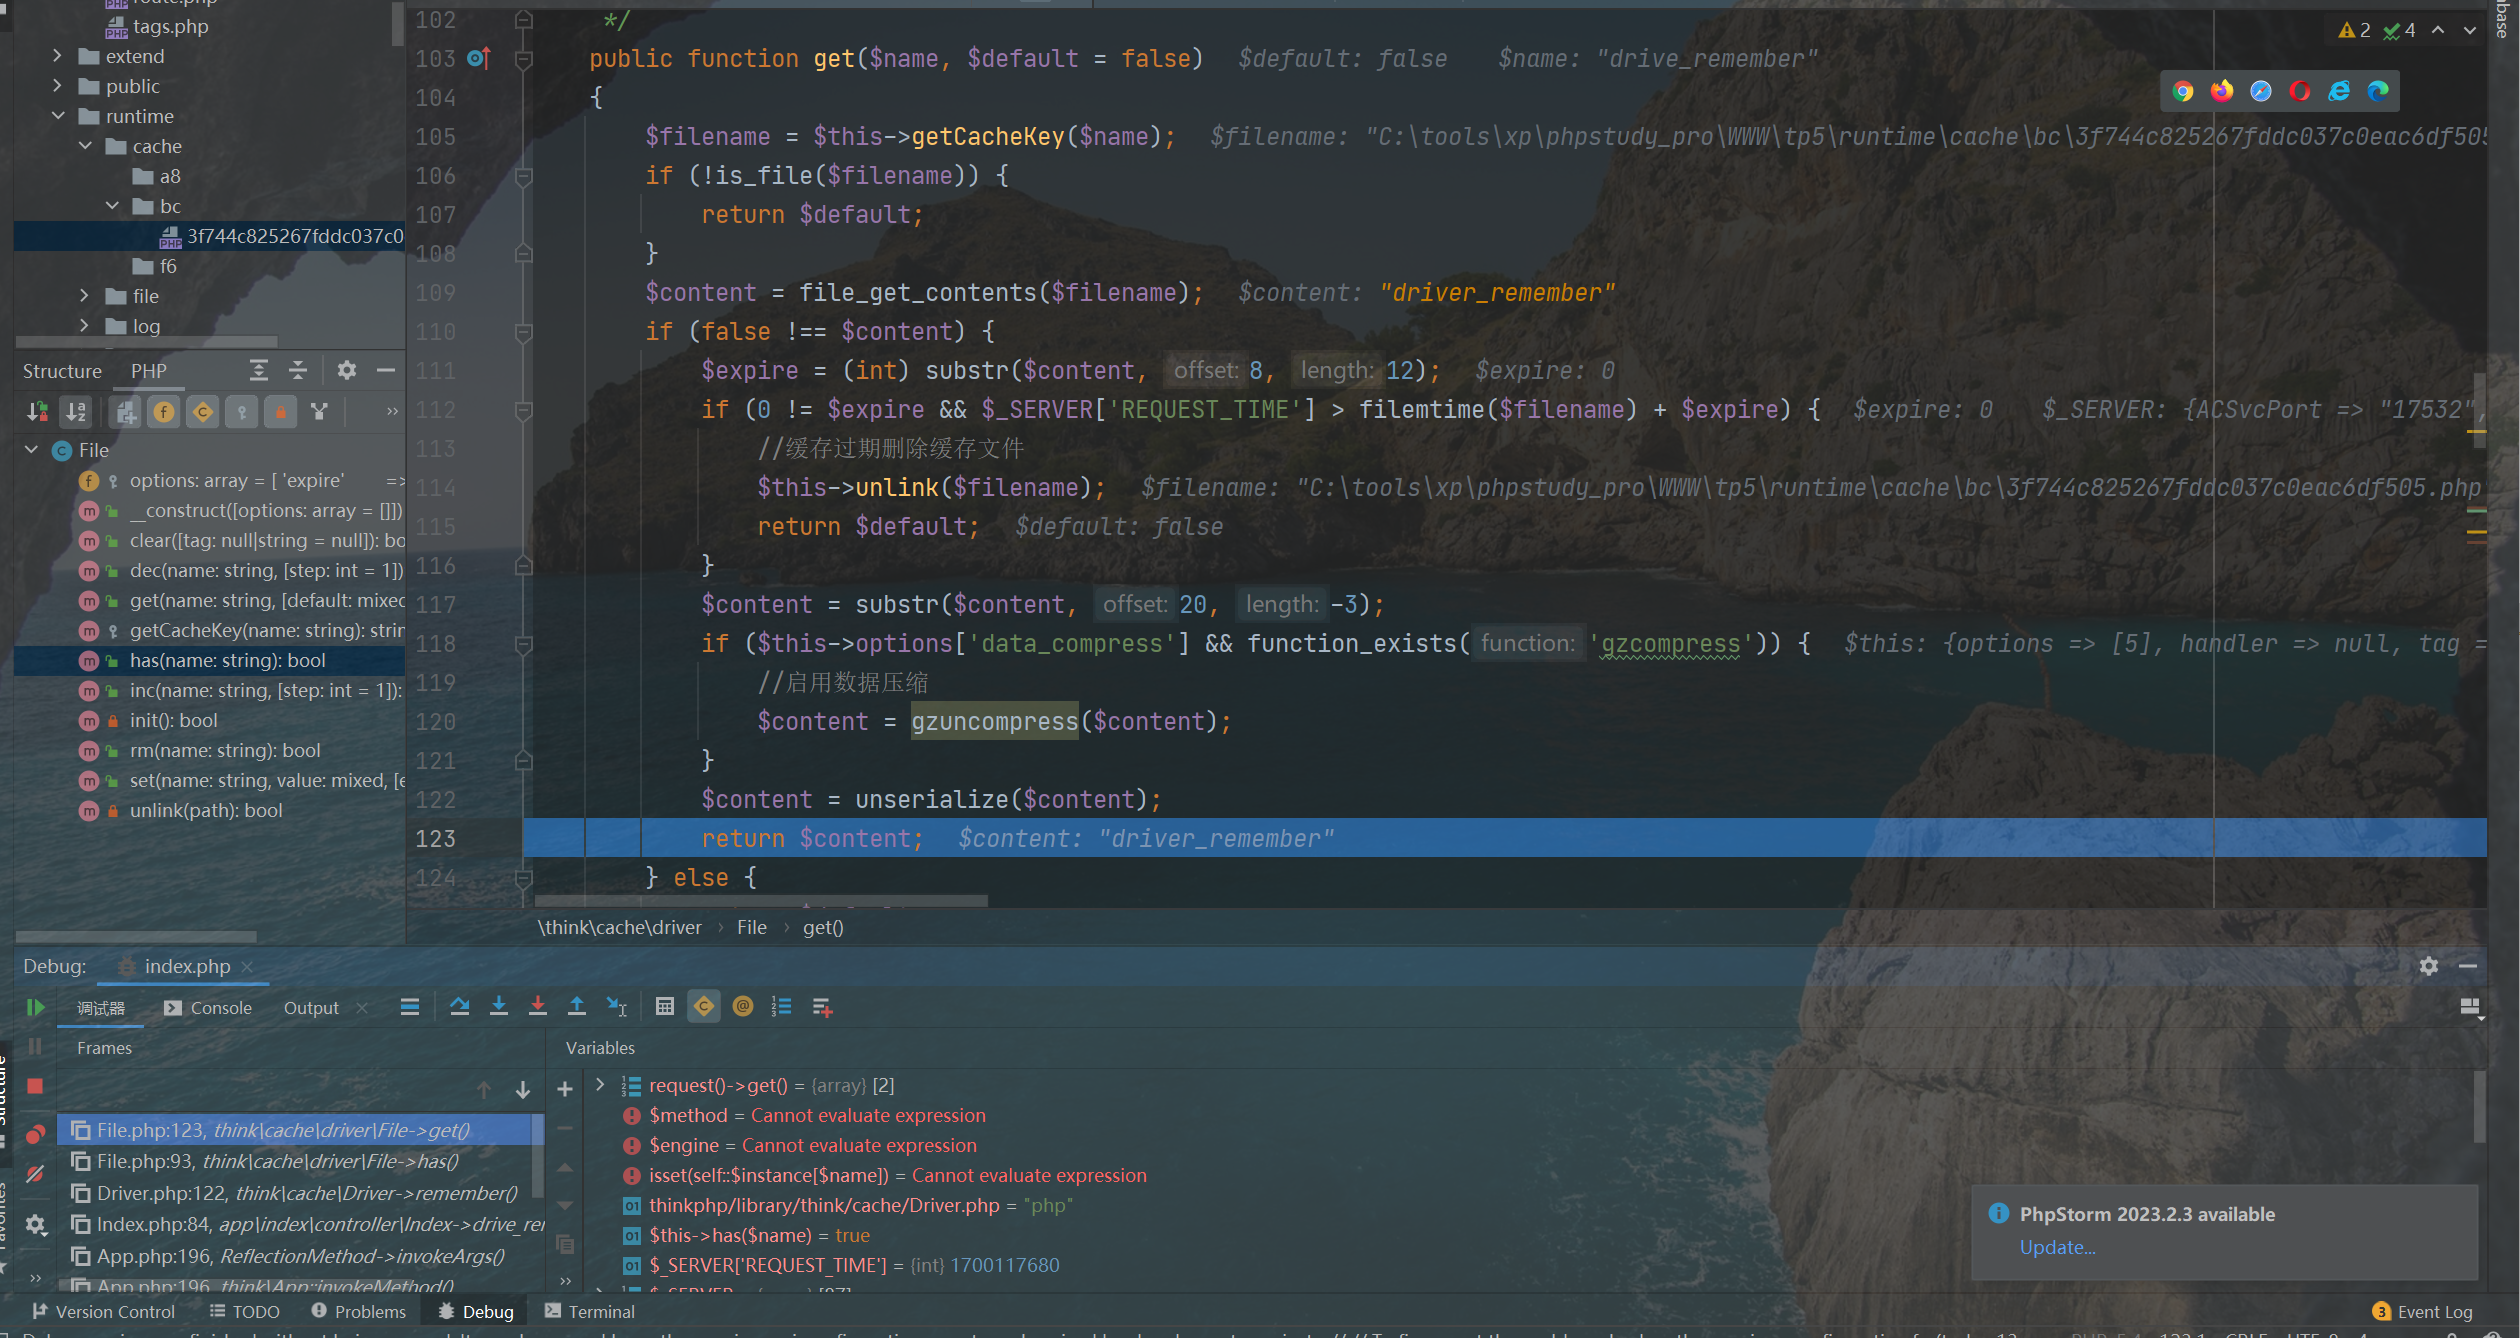 tags.php
extend
public
runtime
cache
a8
bc
3f744c825267fddc037c0
f6
file
log
Structure PHP
File
options: array = [ 'expire' =>
__construct([options: array = []])
clear([tag: null|string = null]): bo
dec(name: string, [step: int = 1])
get(name: string, [default: mixed
getCacheKey(name: string): strin
has(name: string): bool
inc(name: string, [step: int = 1]):
init(): bool
rm(name: string): bool
set(name: string, value: mixed, [e
unlink(path): bool
102 */
103 public function get($name, $default = false) $default: false $name: "drive_remember"
104 {
105 $filename = $this->getCacheKey($name); $filename: "C:\tools\xp\phpstudy_pro\WWW\tp5\runtime\cache\bc\3f744c825267fddc037c0eac6df505
106 if (!is_file($filename)) {
107 return $default;
108 }
109 $content = file_get_contents($filename); $content: "driver_remember"
110 if (false !== $content) {
111 $expire = (int) substr($content, offset: 8, length: 12); $expire: 0
112 if (0 != $expire && $_SERVER['REQUEST_TIME'] > filemtime($filename) + $expire) { $expire: 0 $_SERVER: {ACSvcPort => "17532",
113 //缓存过期删除缓存文件
114 $this->unlink($filename); $filename: "C:\tools\xp\phpstudy_pro\WWW\tp5\runtime\cache\bc\3f744c825267fddc037c0eac6df505.php
115 return $default; $default: false
116 }
117 $content = substr($content, offset: 20, length: -3);
118 if ($this->options['data_compress'] && function_exists( function: 'gzcompress')) { $this: {options => [5], handler => null, tag =
119 //启用数据压缩
120 $content = gzuncompress($content);
121 }
122 $content = unserialize($content);
123 return $content; $content: "driver_remember"
124 } else {
2 4
\think\cache\driver › File › get()
Debug: index.php
调试器 Console Output
Frames
File.php:123, think\cache\driver\File->get()
File.php:93, think\cache\driver\File->has()
Driver.php:122, think\cache\Driver->remember()
Index.php:84, app\index\controller\Index->drive_rei
App.php:196, ReflectionMethod->invokeArgs()
App.php:196, think\App::invokeMethod()
Variables
request()->get() = {array} [2]
$method = Cannot evaluate expression
$engine = Cannot evaluate expression
isset(self::$instance[$name]) = Cannot evaluate expression
thinkphp/library/think/cache/Driver.php = "php"
$this->has($name) = true
$_SERVER['REQUEST_TIME'] = {int} 1700117680
PhpStorm 2023.2.3 available
Update...
Version Control TODO Problems Debug Terminal
3 Event Log